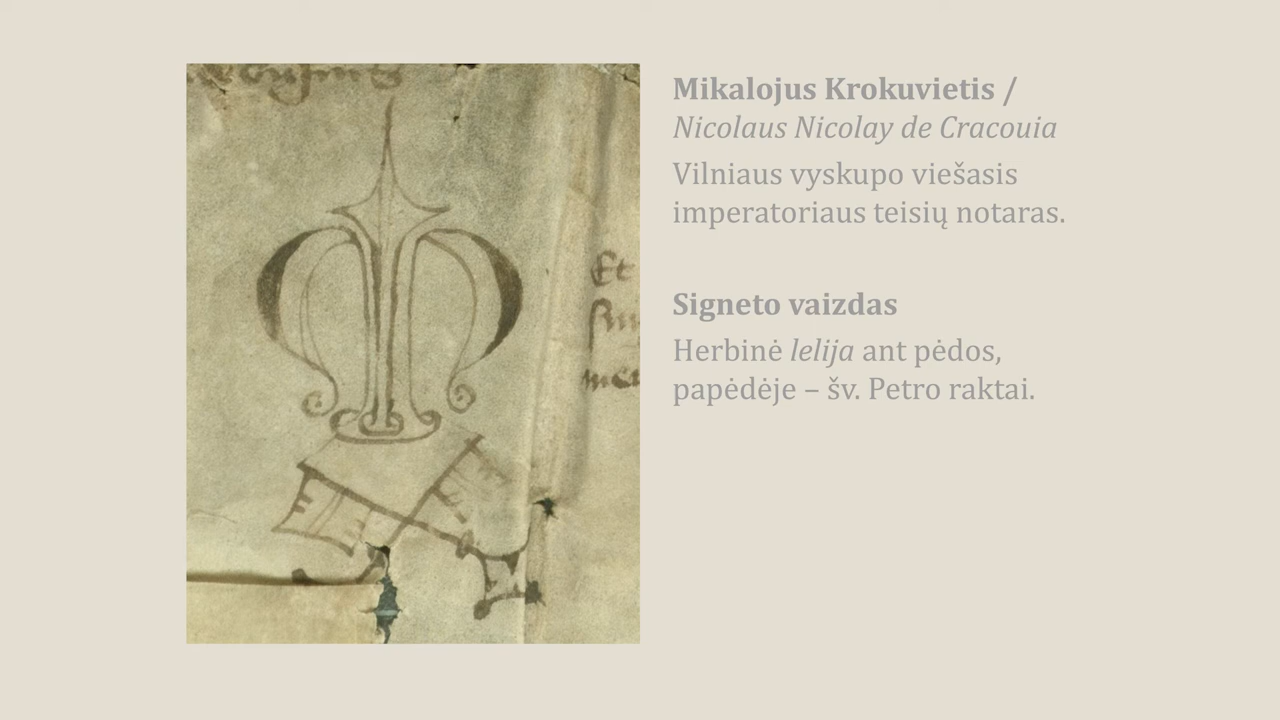 Mikalojus Krokuvietis /
Nicolaus Nicolay de Cracouia
Vilniaus vyskupo viešasis
imperatoriaus teisių notaras.
Signeto vaizdas
Herbinė lelija ant pėdos,
papėdėje – šv. Petro raktai.
Et